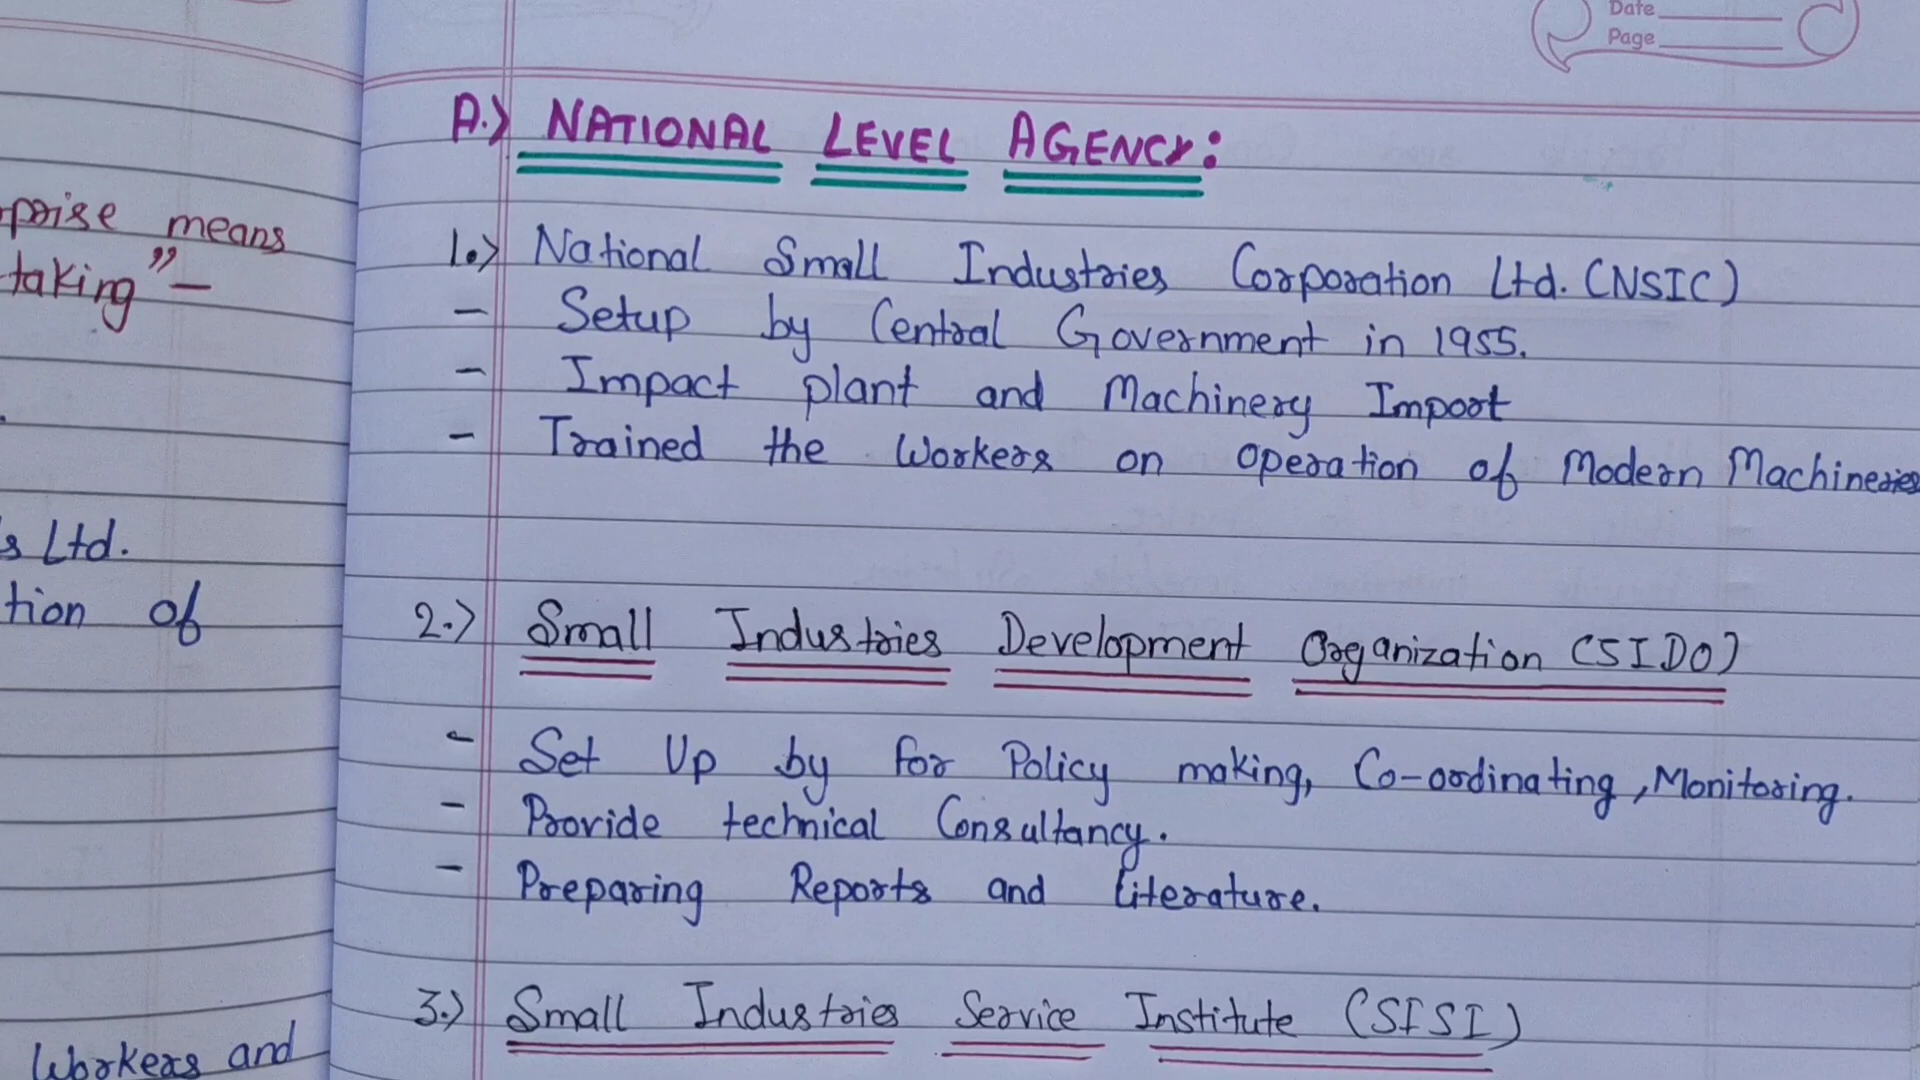 Date
Page
poise means
taking" –
s Ltd.
tion of
Workers and
A.) NATIONAL LEVEL AGENCY:
1.) National Small Industries Corporation Ltd. (NSIC)
- Setup by Central Government in 1955.
- Impact plant and Machinery Import
- Trained the Workers on operation of Modern Machineries
2.) Small Industries Development Organization (SIDO)
- Set Up by for Policy making, Co-ordinating, Monitoring.
- Provide technical Consultancy.
- Preparing Reports and literature.
3.) Small Industries Service Institute (SISI)